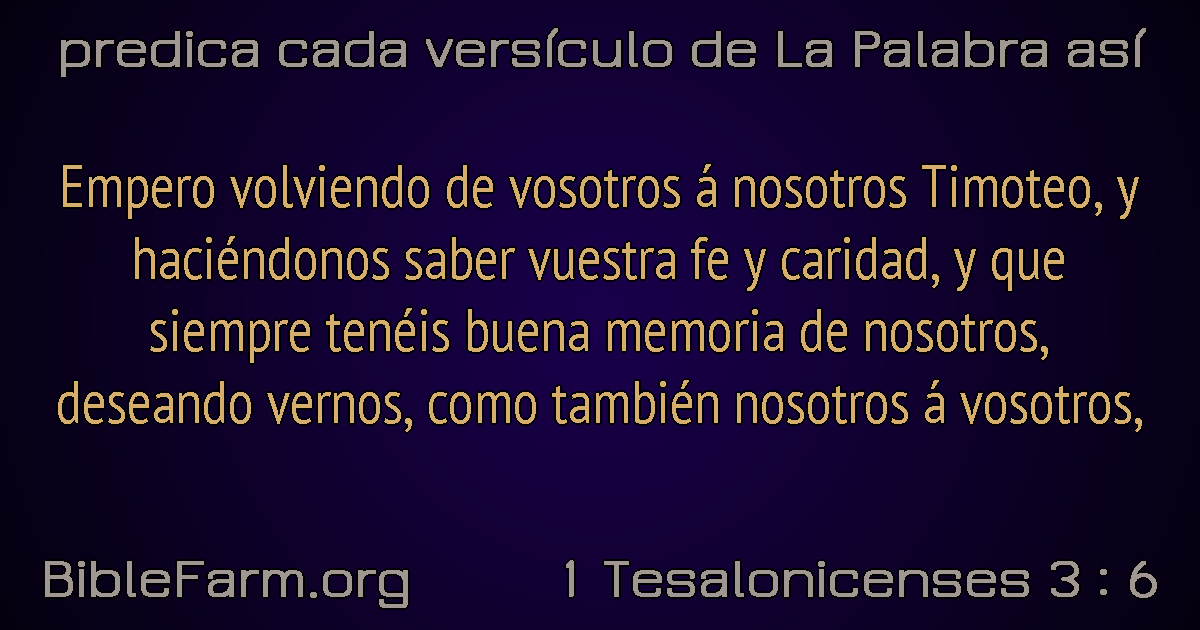 predica cada versículo de La Palabra así
Empero volviendo de vosotros á nosotros Timoteo, y
haciéndonos saber vuestra fe y caridad, y que
siempre tenéis buena memoria de nosotros,
deseando vernos, como también nosotros á vosotros,
BibleFarm.org
1 Tesalonicenses 3 : 6